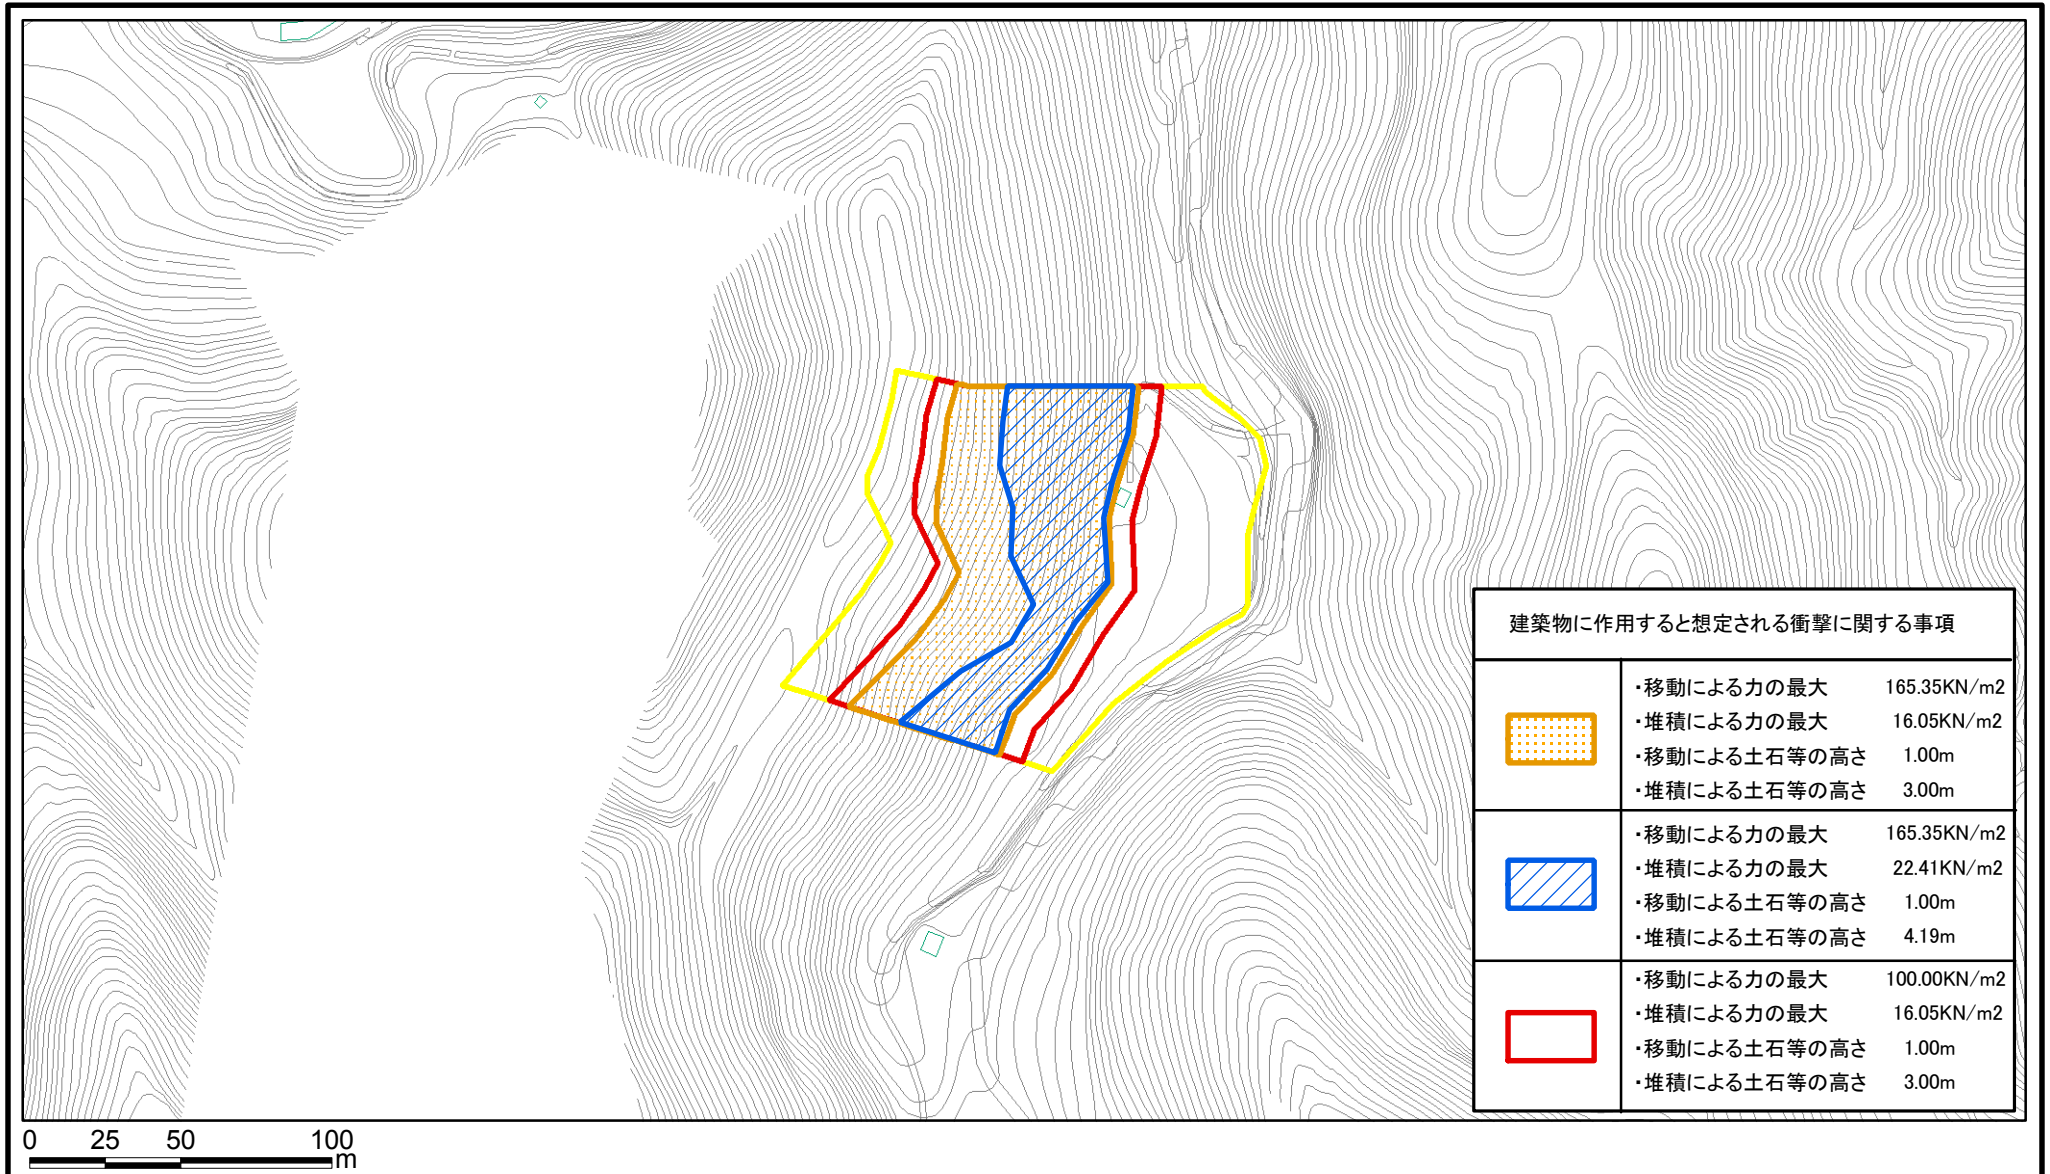 建築物に作用すると想定される衝撃に関する事項
・移動による力の最大 165.35KN/m2
・堆積による力の最大 16.05KN/m2
・移動による土石等の高さ 1.00m
・堆積による土石等の高さ 3.00m
・移動による力の最大 165.35KN/m2
・堆積による力の最大 22.41KN/m2
・移動による土石等の高さ 1.00m
・堆積による土石等の高さ 4.19m
・移動による力の最大 100.00KN/m2
・堆積による力の最大 16.05KN/m2
・移動による土石等の高さ 1.00m
・堆積による土石等の高さ 3.00m
0 25 50 100
m